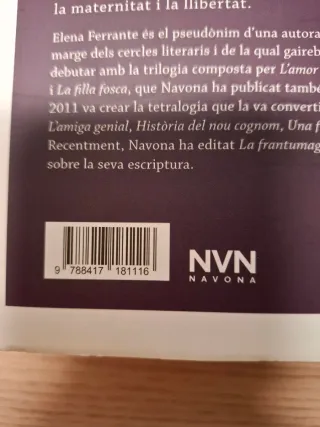 la maternitat i la llibertat.
Elena Ferrante és el pseudònim d'una autora
marge dels cercles literaris i de la qual gaireb
debutar amb la trilogia composta per L'amor
i La filla fosca, que Navona ha publicat també
2011 va crear la tetralogia que la va converti
L'amiga genial, Història del nou cognom, Una f
Recentment, Navona ha editat La frantumag
sobre la seva escriptura.
9 788417 181116
NVN
NAVONA